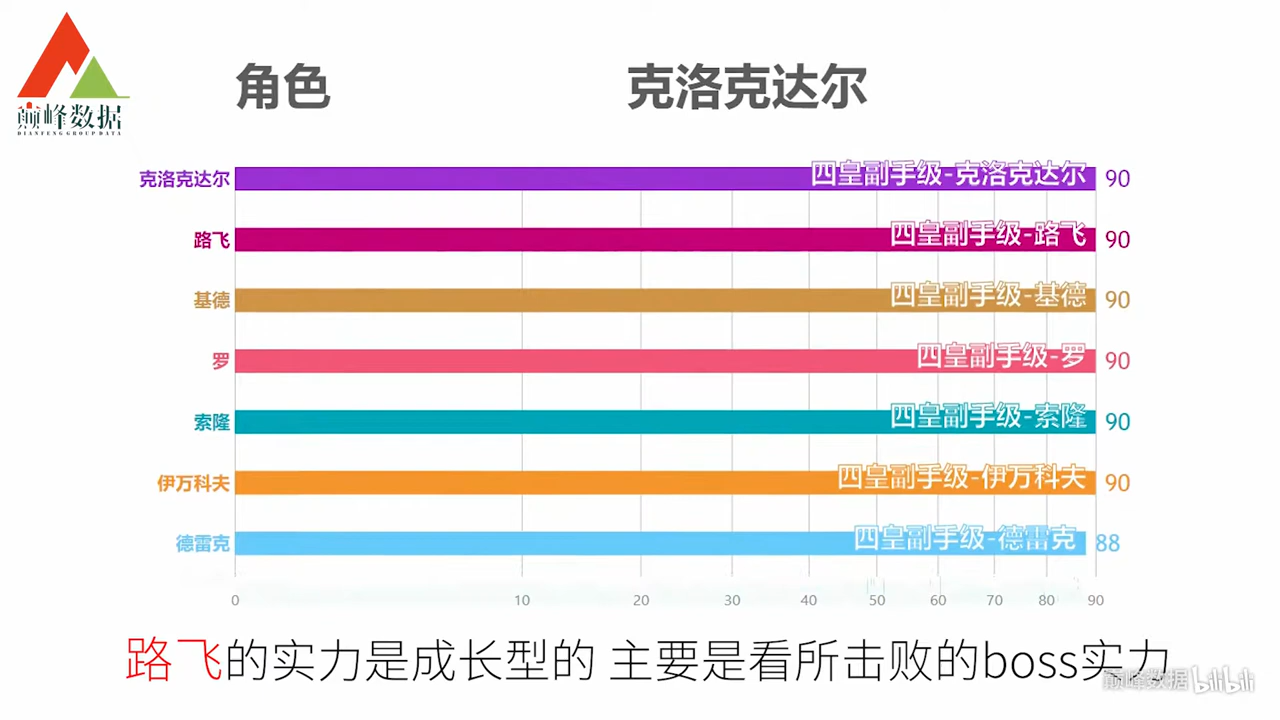 巅峰数据
DIANFENG GROUP DATA
角色 克洛克达尔
克洛克达尔 四皇副手级-克洛克达尔 90
路飞 四皇副手级-路飞 90
基德 四皇副手级-基德 90
罗 四皇副手级-罗 90
索隆 四皇副手级-索隆 90
伊万科夫 四皇副手级-伊万科夫 90
德雷克 四皇副手级-德雷克 88
0 10 20 30 40 50 60 70 80 90
路飞的实力是成长型的 主要是看所击败的boss实力
巅峰数据 bilibili